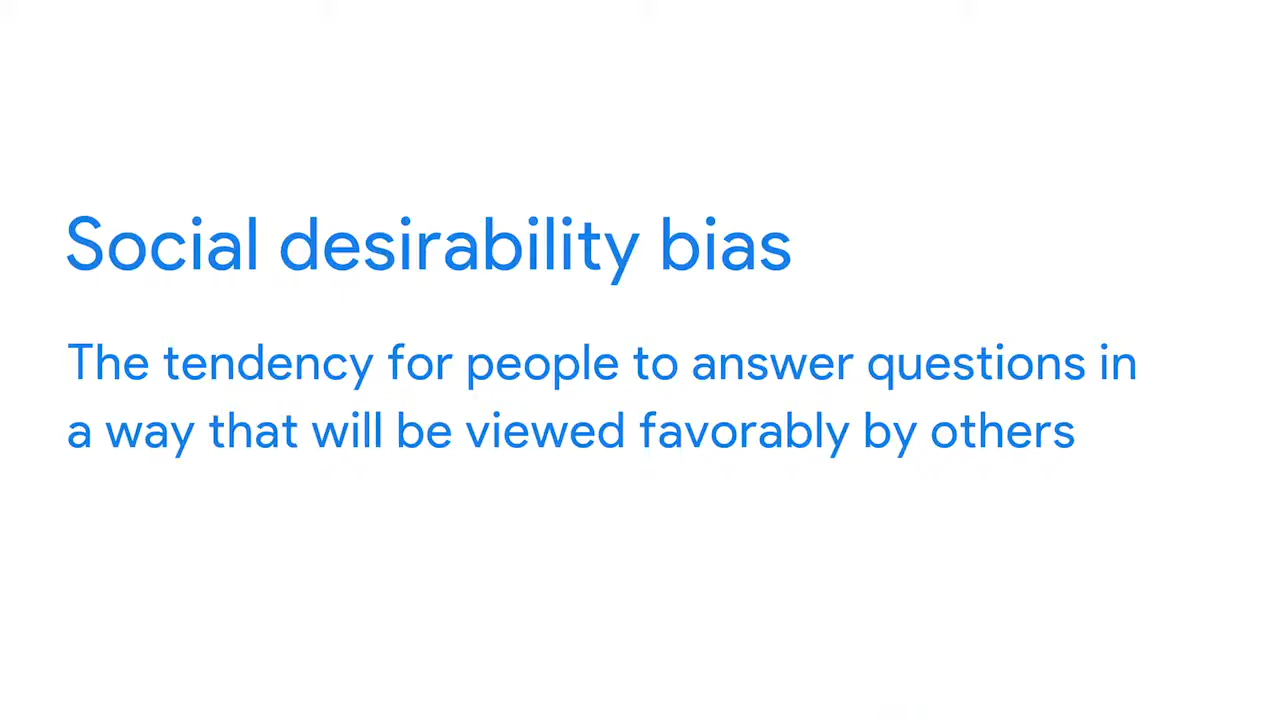 Social desirability bias
The tendency for people to answer questions in
a way that will be viewed favorably by others